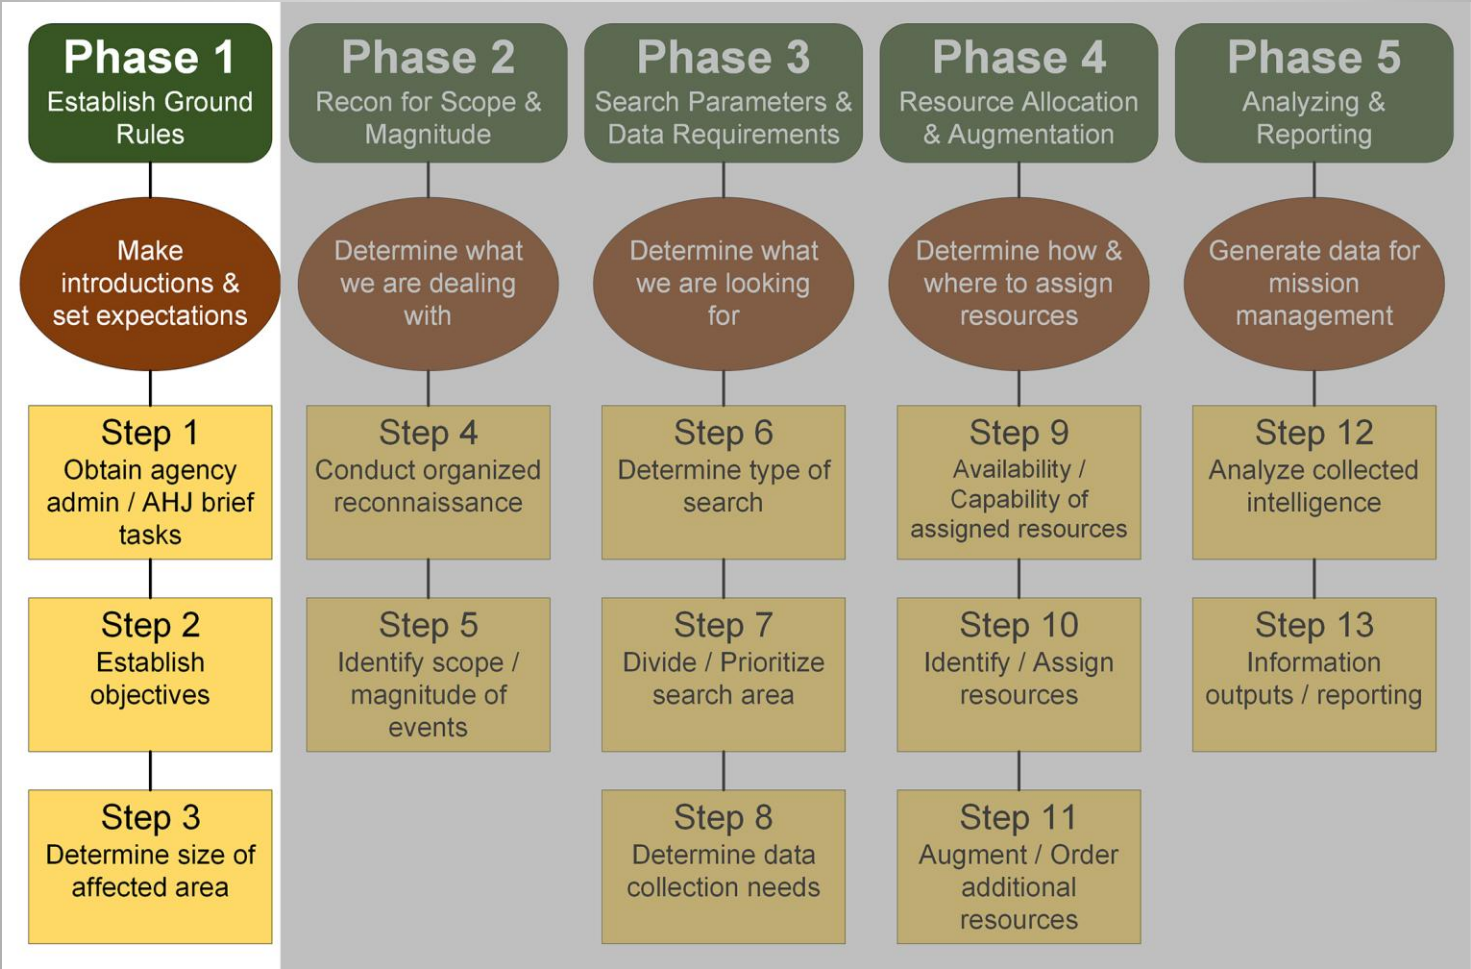 Phase 1
Establish Ground
Rules
Make
introductions &
set expectations
Step 1
Obtain agency
admin / AHJ brief
tasks
Step 2
Establish
objectives
Step 3
Determine size of
affected area
Phase 2
Recon for Scope &
Magnitude
Determine what
we are dealing
with
Step 4
Conduct organized
reconnaissance
Step 5
Identify scope /
magnitude of
events
Phase 3
Search Parameters &
Data Requirements
Determine what
we are looking
for
Step 6
Determine type of
search
Step 7
Divide / Prioritize
search area
Step 8
Determine data
collection needs
Phase 4
Resource Allocation
& Augmentation
Determine how &
where to assign
resources
Step 9
Availability /
Capability of
assigned resources
Step 10
Identify / Assign
resources
Step 11
Augment / Order
additional
resources
Phase 5
Analyzing &
Reporting
Generate data for
mission
management
Step 12
Analyze collected
intelligence
Step 13
Information
outputs / reporting